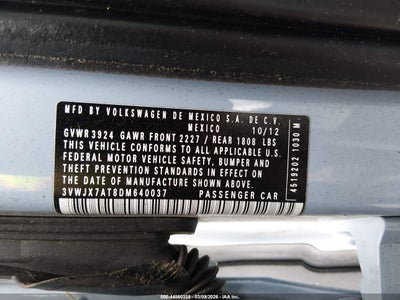 MFD BY VOLKSWAGEN DE MEXICO S.A. DE C.V.
MEXICO 10/12
GVWR 3924 GAWR FRONT 2227 / REAR 1808 LBS
THIS VEHICLE CONFORMS TO ALL APPLICABLE U.S.
FEDERAL MOTOR VEHICLE SAFETY, BUMPER AND
THEFT PREVENTION STANDARDS IN EFFECT ON THE
DATE OF MANUFACTURE SHOWN ABOVE.
3VWJX7AT8DM640037 PASSENGER CAR
4518202 1030 M